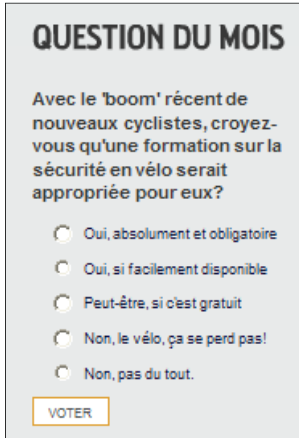 QUESTION DU MOIS
Avec le 'boom' récent de
nouveaux cyclistes, croyez-
vous qu'une formation sur la
sécurité en vélo serait
appropriée pour eux?
Oui, absolument et obligatoire
Oui, si facilement disponible
Peut-être, si c'est gratuit
Non, le vélo, ça se perd pas!
Non, pas du tout.
VOTER